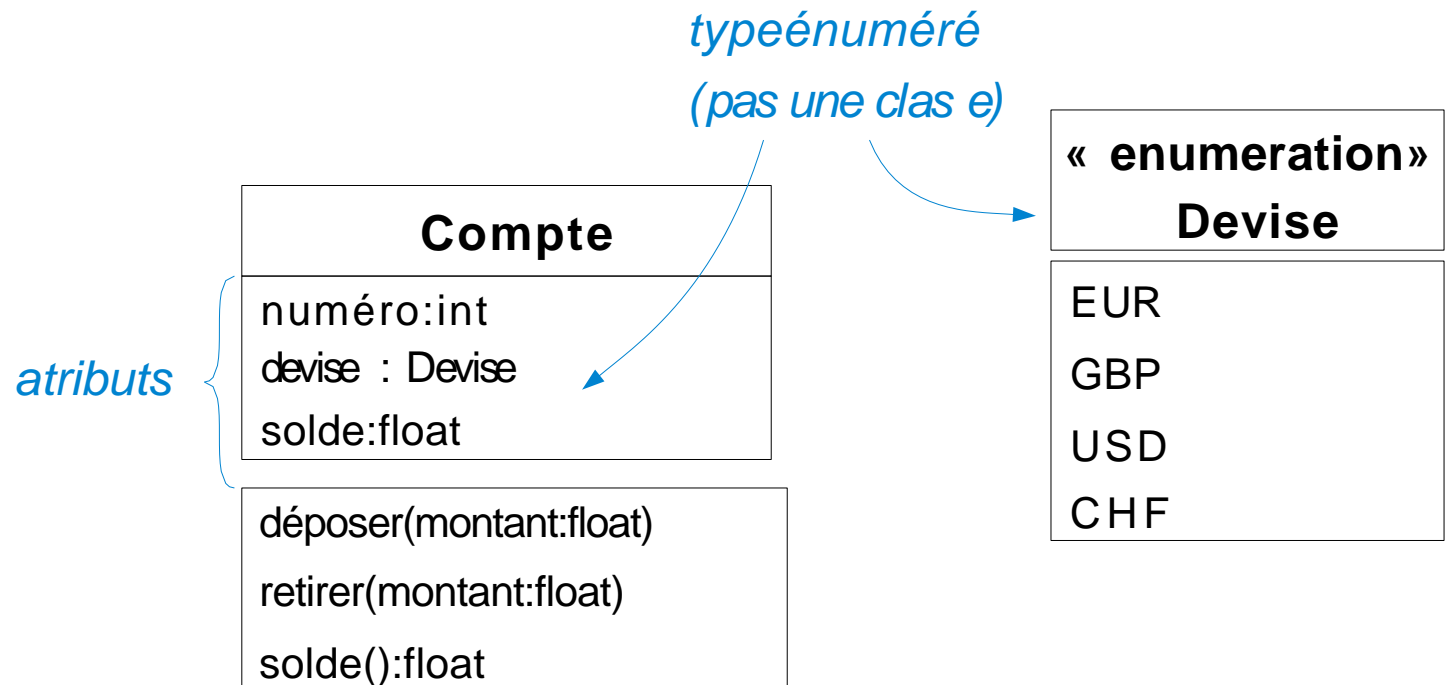 typeénuméré
(pas une clas e)
« enumeration»
Devise
EUR
GBP
USD
CHF
Compte
numéro:int
devise : Devise
solde:float
atributs
déposer(montant:float)
retirer(montant:float)
solde():float